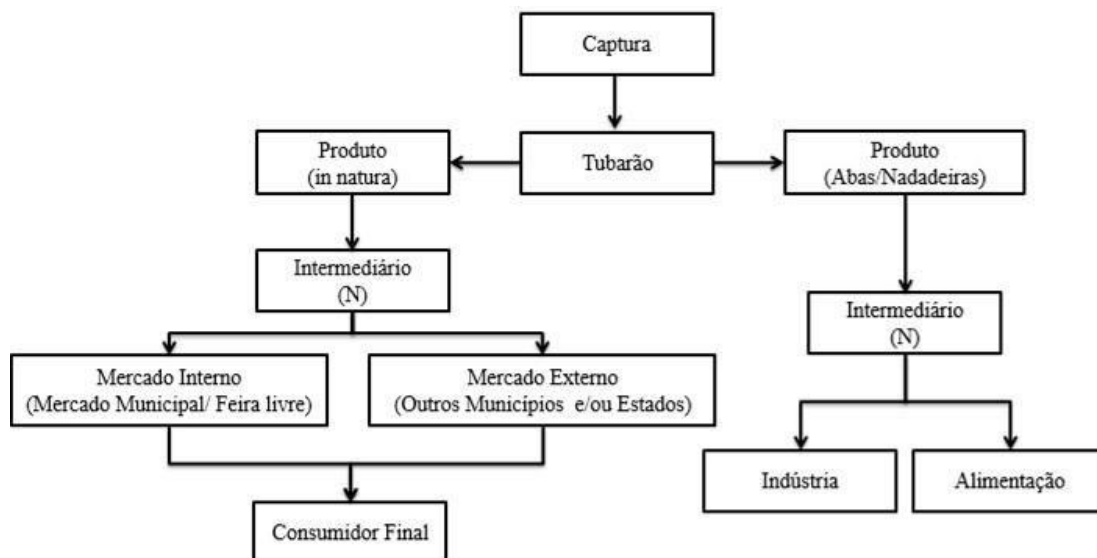 Captura
Produto
(in natura)
Tubarão
Produto
(Abas/Nadadeiras)
Intermediário
(N)
Intermediário
(N)
Mercado Interno
(Mercado Municipal/ Feira livre)
Mercado Externo
(Outros Municípios e/ou Estados)
Indústria
Alimentação
Consumidor Final